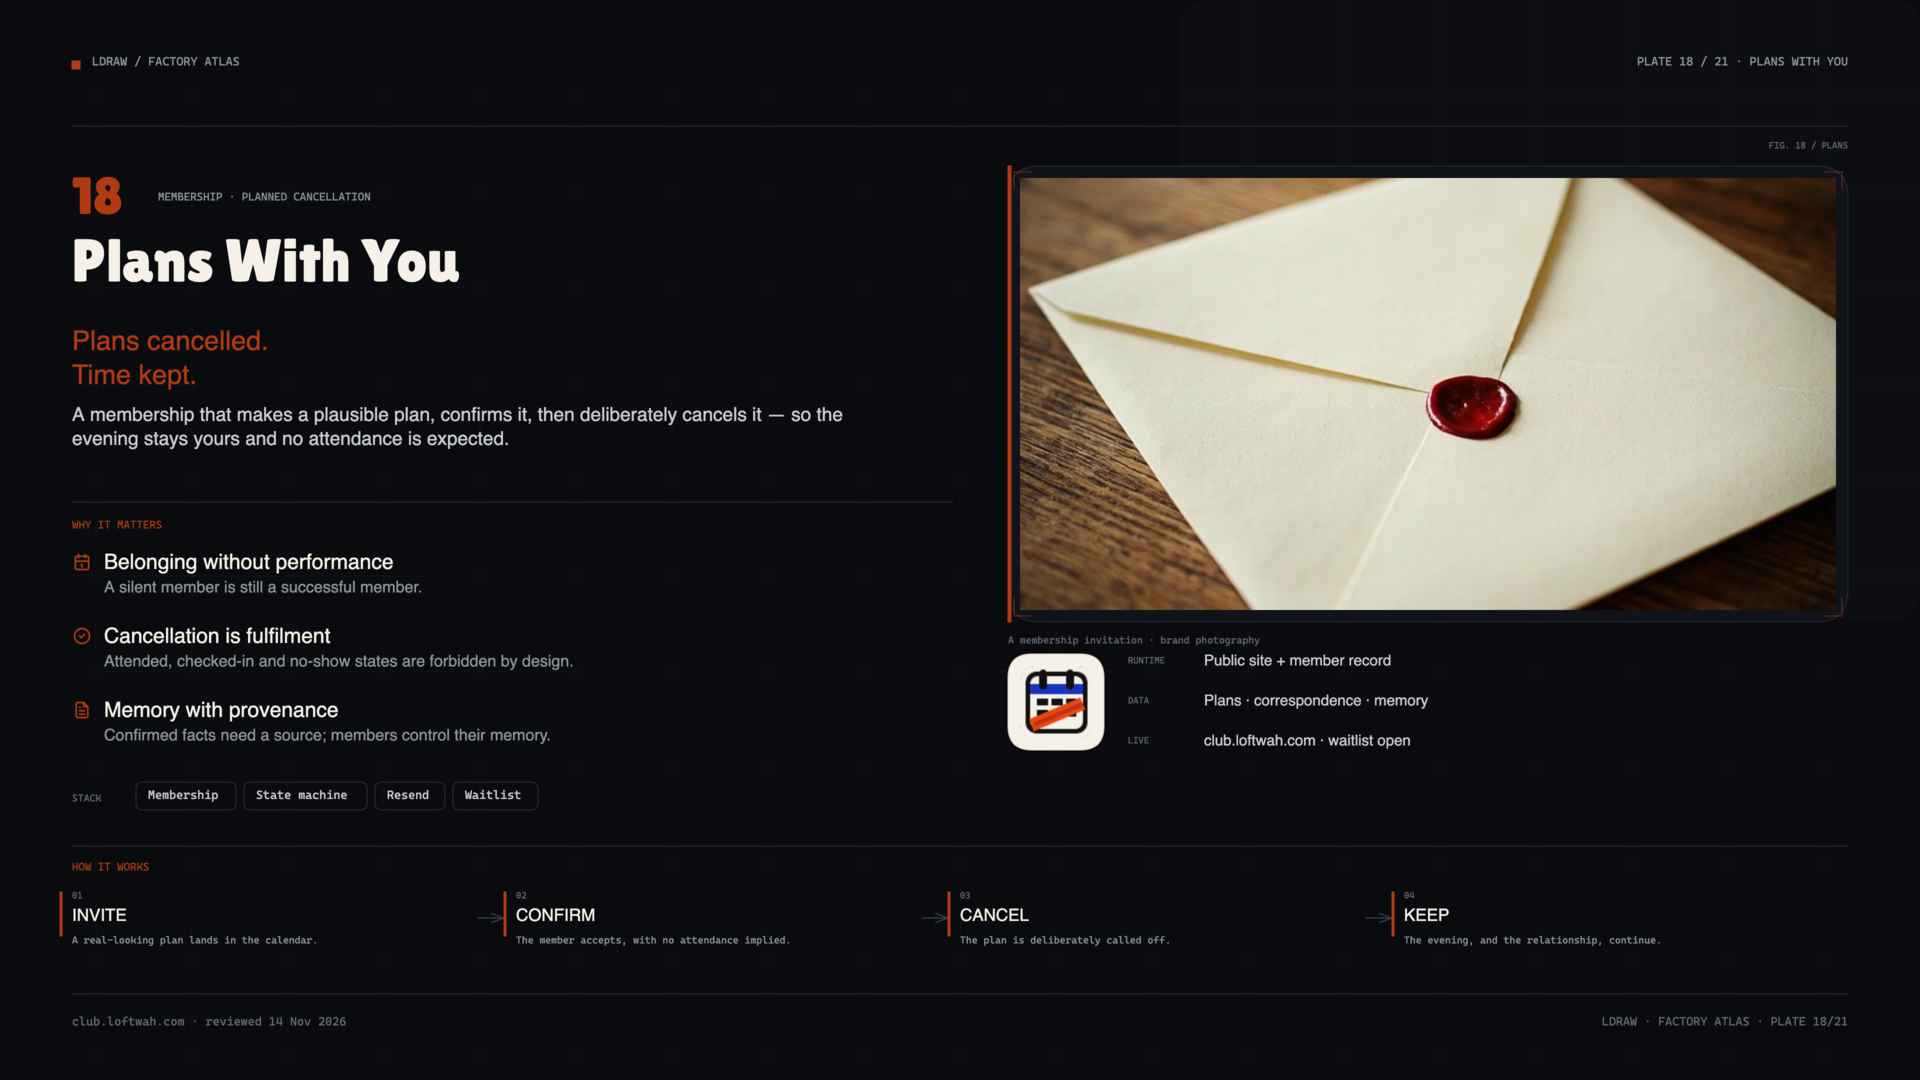 LDRAW / FACTORY ATLAS
PLATE 18 / 21 · PLANS WITH YOU
FIG. 18 / PLANS
18
MEMBERSHIP · PLANNED CANCELLATION
Plans With You
Plans cancelled.
Time kept.
A membership that makes a plausible plan, confirms it, then deliberately cancels it — so the
evening stays yours and no attendance is expected.
WHY IT MATTERS
Belonging without performance
A silent member is still a successful member.
Cancellation is fulfilment
Attended, checked-in and no-show states are forbidden by design.
Memory with provenance
Confirmed facts need a source; members control their memory.
STACK
Membership
State machine
Resend
Waitlist
A membership invitation · brand photography
RUNTIME
Public site + member record
DATA
Plans · correspondence · memory
LIVE
club.loftwah.com · waitlist open
HOW IT WORKS
01
INVITE
A real-looking plan lands in the calendar.
02
CONFIRM
The member accepts, with no attendance implied.
03
CANCEL
The plan is deliberately called off.
04
KEEP
The evening, and the relationship, continue.
club.loftwah.com · reviewed 14 Nov 2026
LDRAW · FACTORY ATLAS · PLATE 18/21